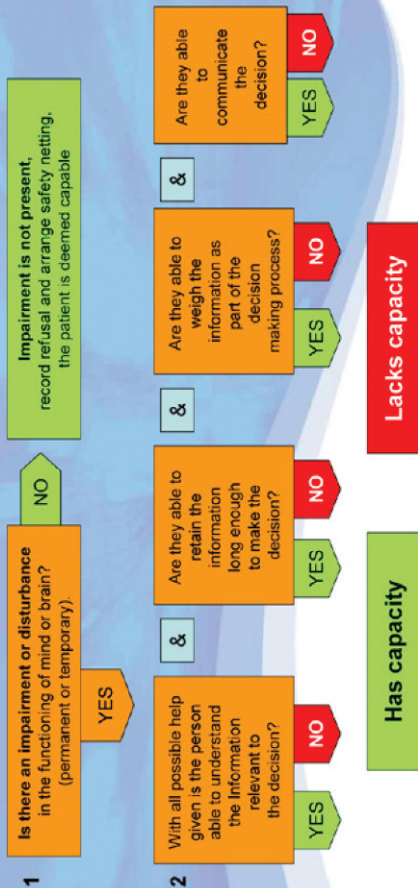 1
Is there an impairment or disturbance
in the functioning of mind or brain?
(permanent or temporary).
NO
Impairment is not present,
record refusal and arrange safety netting,
the patient is deemed capable
YES
2
With all possible help
given is the person
able to understand
the Information
relevant to
the decision?
YES
NO
&
Are they able to
retain the
information
long enough
to make the
decision?
YES
NO
&
Are they able to
weigh the
information as
part of the
decision
making process?
YES
NO
&
Are they able
to
communicate
the
decision?
YES
NO
Has capacity
Lacks capacity